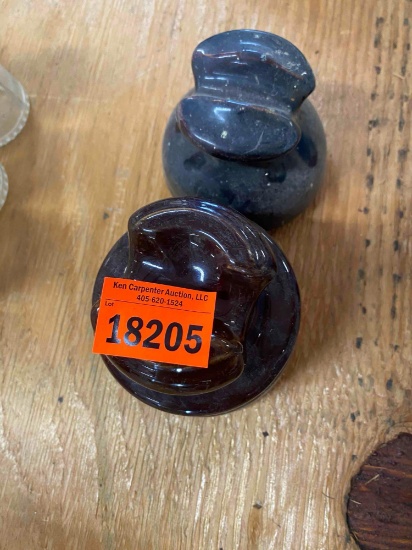 Ken Carpenter Auction, LLC
405-620-1524
Lot
18205